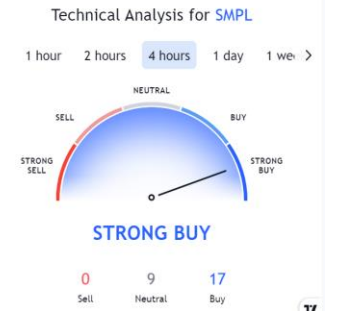 Technical Analysis for SMPL
1 hour 2 hours 4 hours 1 day 1 we
NEUTRAL
SELL BUY
STRONG SELL STRONG BUY
STRONG BUY
0 9 17
Sell Neutral Buy